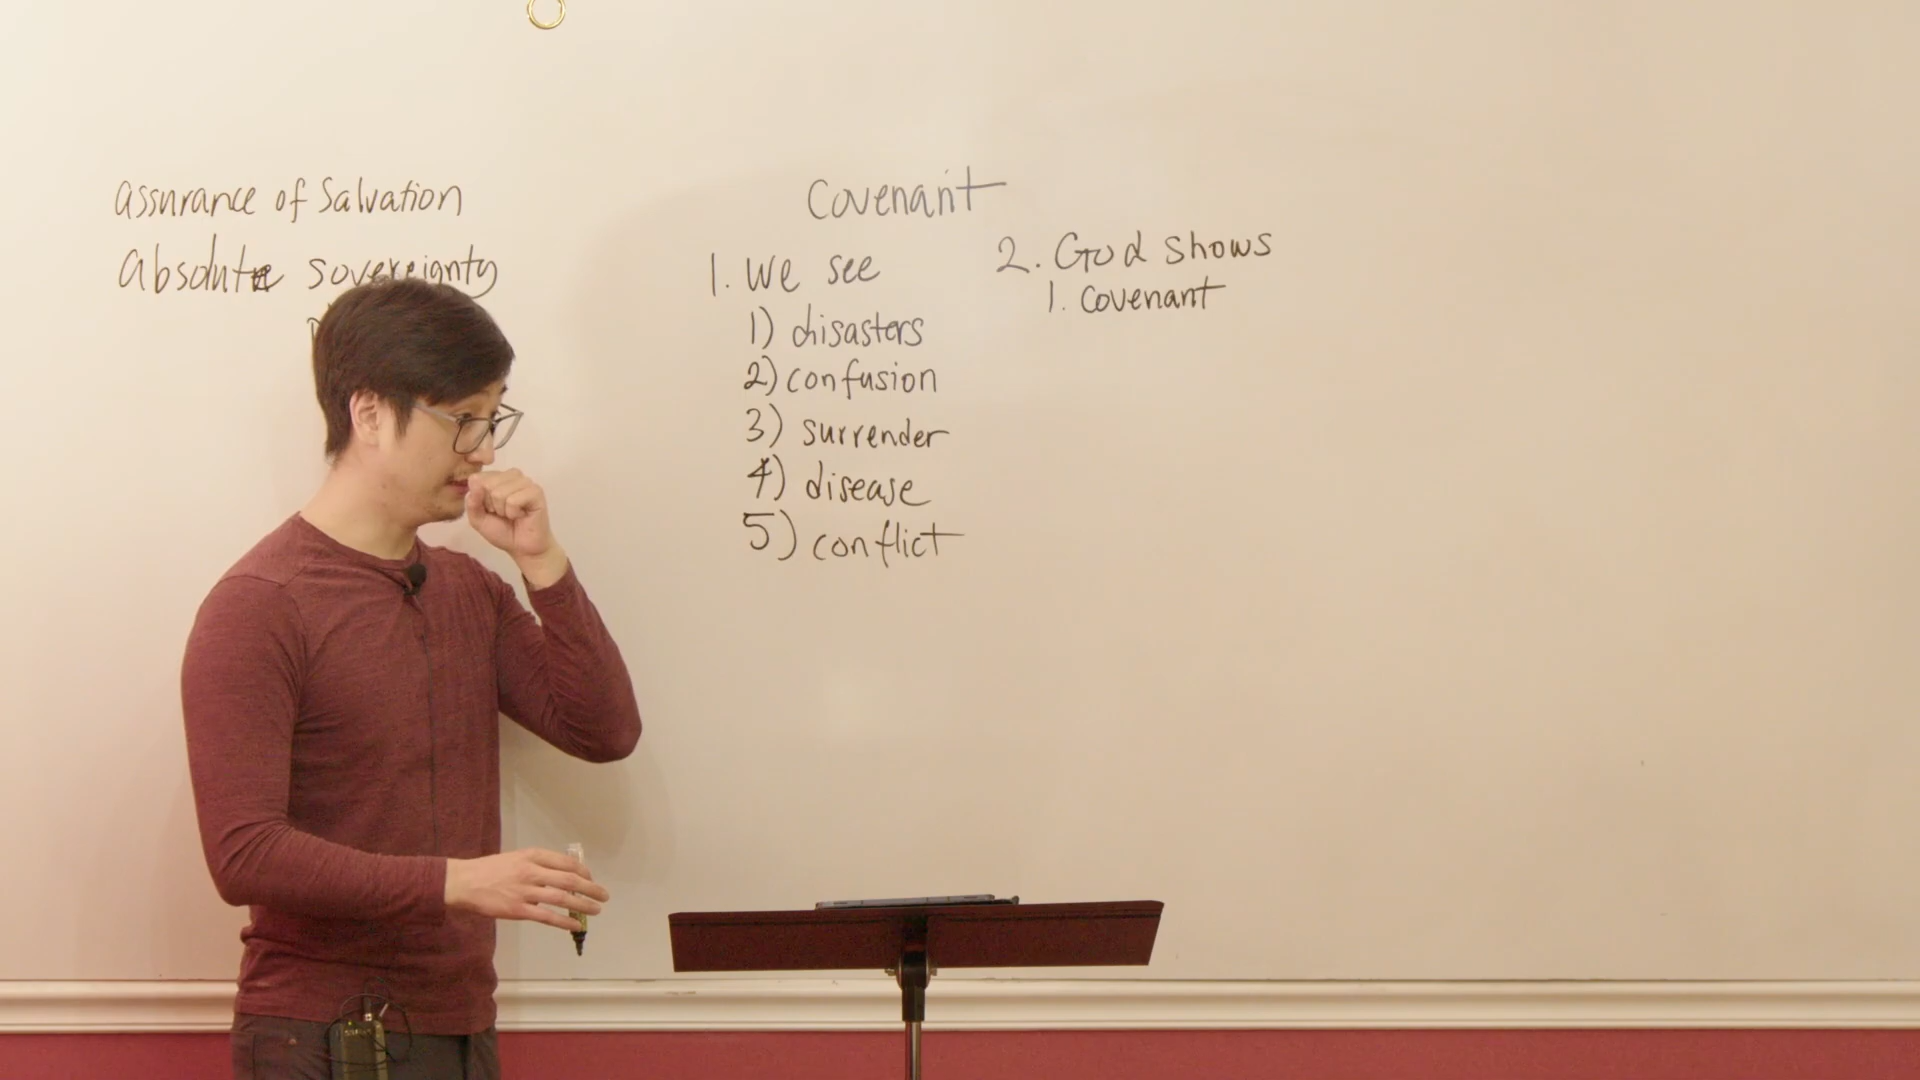 assurance of Salvation
Absolute sovereignty
Covenant
1. We see
1) disasters
2) confusion
3) surrender
4) disease
5) conflict
2. God shows
1. covenant